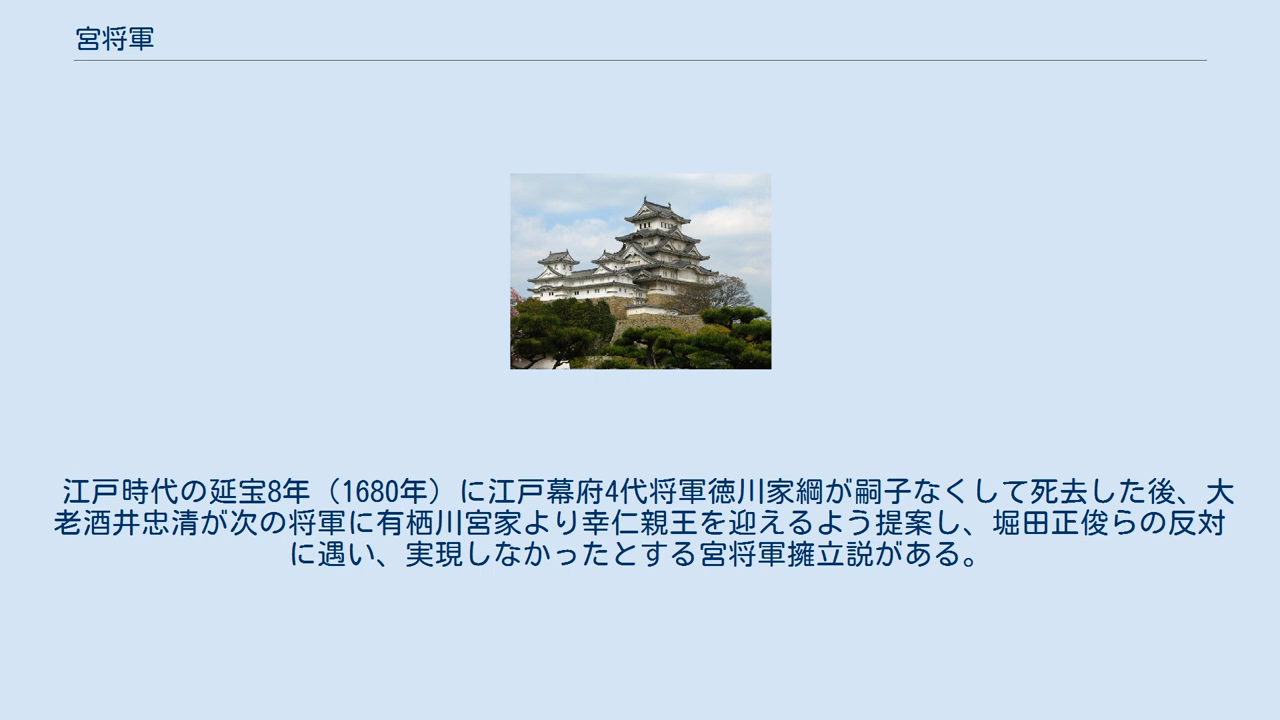 宮将軍
江戸時代の延宝8年（1680年）に江戸幕府4代将軍徳川家綱が嗣子なくして死去した後、大
老酒井忠清が次の将軍に有栖川宮家より幸仁親王を迎えるよう提案し、堀田正俊らの反対
に遇い、実現しなかったとする宮将軍擁立説がある。